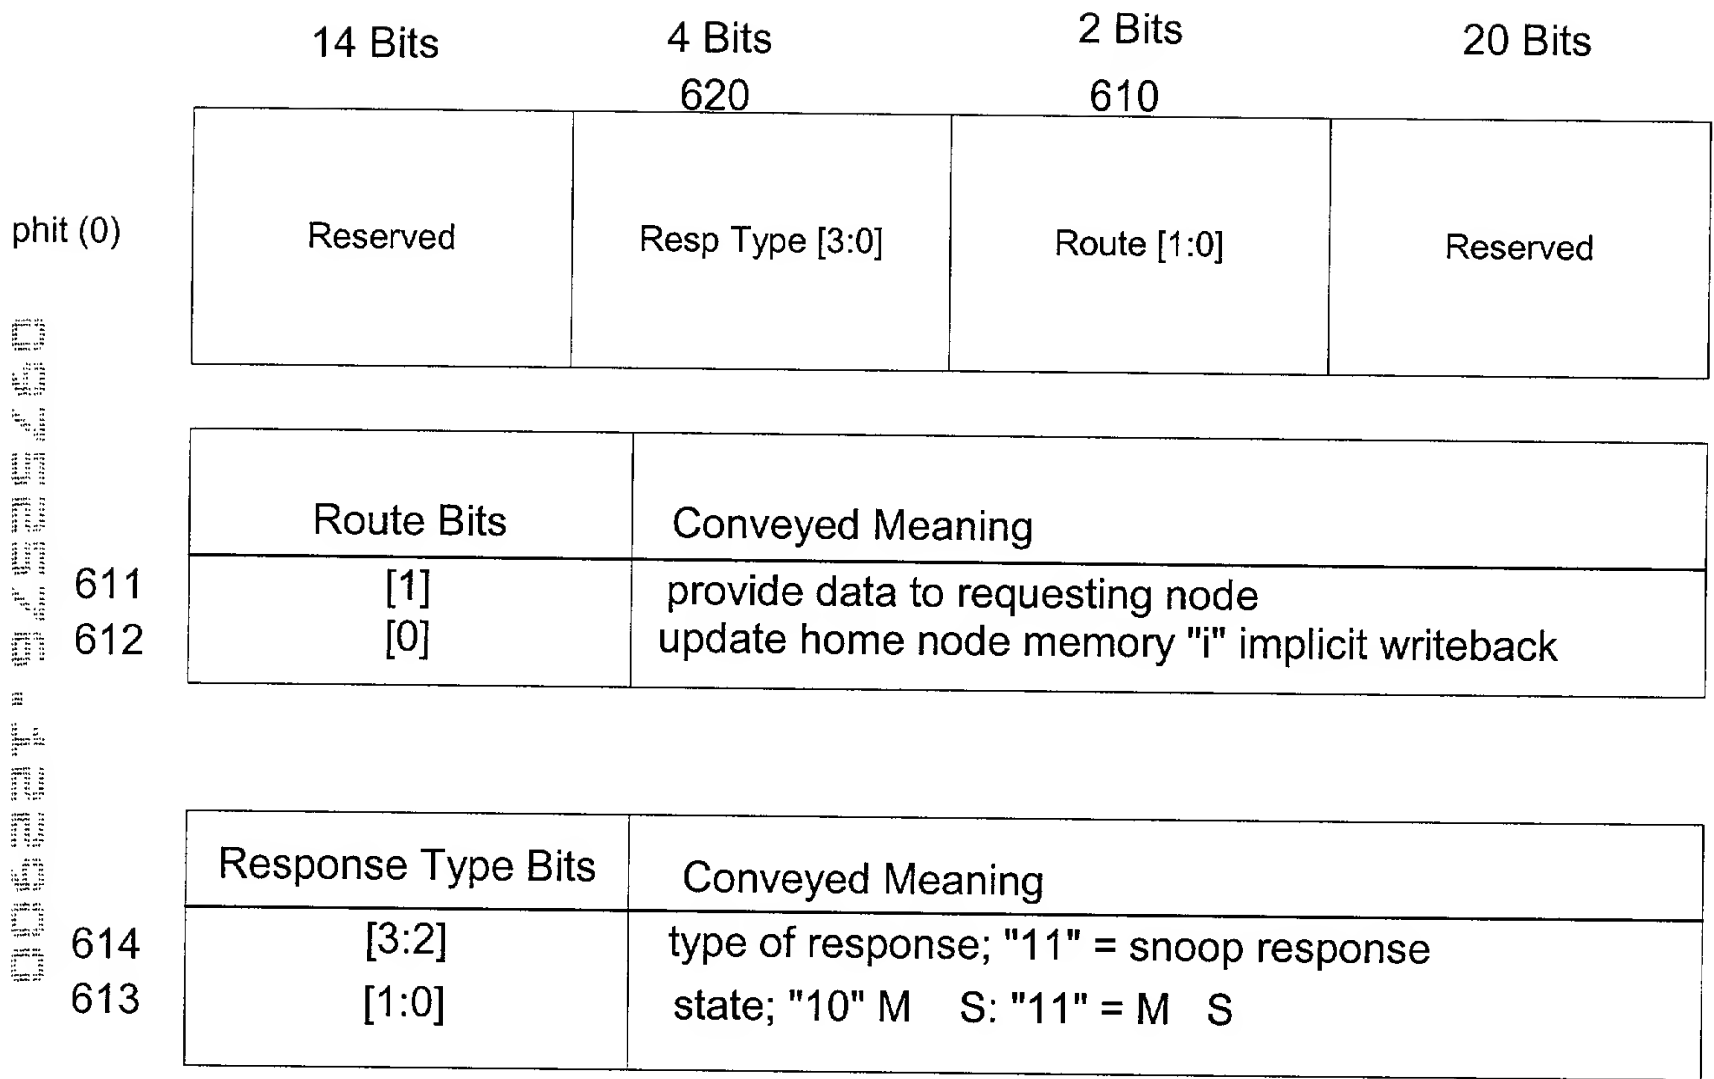 14 Bits 4 Bits 2 Bits 20 Bits
620 610
phit (0) Reserved Resp Type [3:0] Route [1:0] Reserved
Route Bits Conveyed Meaning
611 [1] provide data to requesting node
612 [0] update home node memory "i" implicit writeback
Response Type Bits Conveyed Meaning
614 [3:2] type of response; "11" = snoop response
613 [1:0] state; "10" M S: "11" = M S